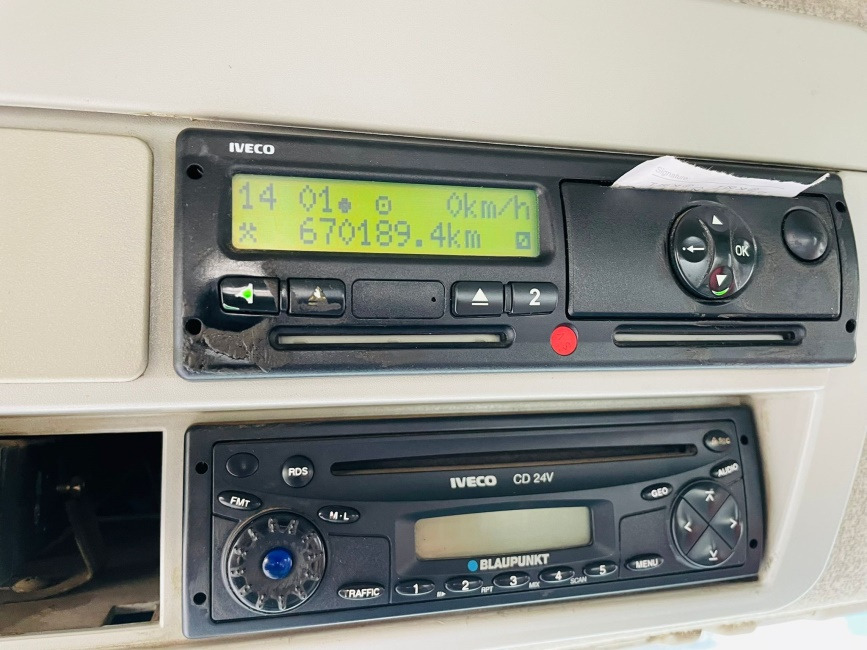 IVECO
14 01 0km/h
670189.4km
OK
2
RDS
IVECO CD 24V
AUDIO
GEO
FMT
M·L
BLAUPUNKT
MENU
TRAFFIC
1 2 3 4 5
RPT MIX SCAN